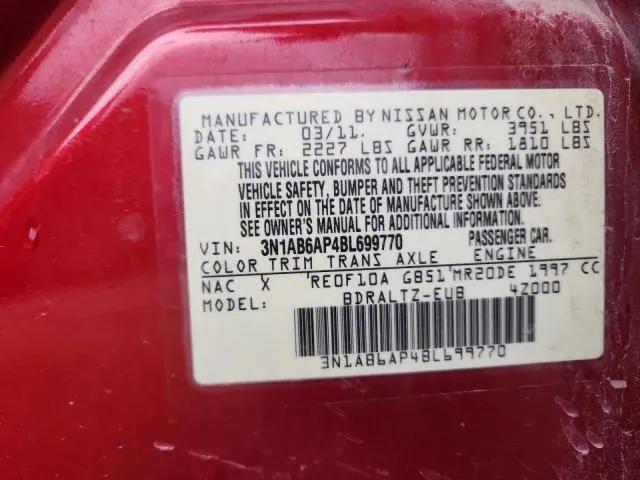 MANUFACTURED BY NISSAN MOTOR CO., LTD.
DATE: 03/11. GVWR: 3951 LBS
GAWR FR: 2227 LBS GAWR RR: 1810 LBS
THIS VEHICLE CONFORMS TO ALL APPLICABLE FEDERAL MOTOR
VEHICLE SAFETY, BUMPER AND THEFT PREVENTION STANDARDS
IN EFFECT ON THE DATE OF MANUFACTURE SHOWN ABOVE.
SEE OWNER'S MANUAL FOR ADDITIONAL INFORMATION.
VIN: 3N1AB6AP4BL699770 PASSENGER CAR.
COLOR TRIM TRANS AXLE ENGINE
NAC X 'RE0F10A GB51'MR20DE 1997 CC
MODEL: BDRALTZ-EUB 4Z000
3N1AB6AP4BL699770